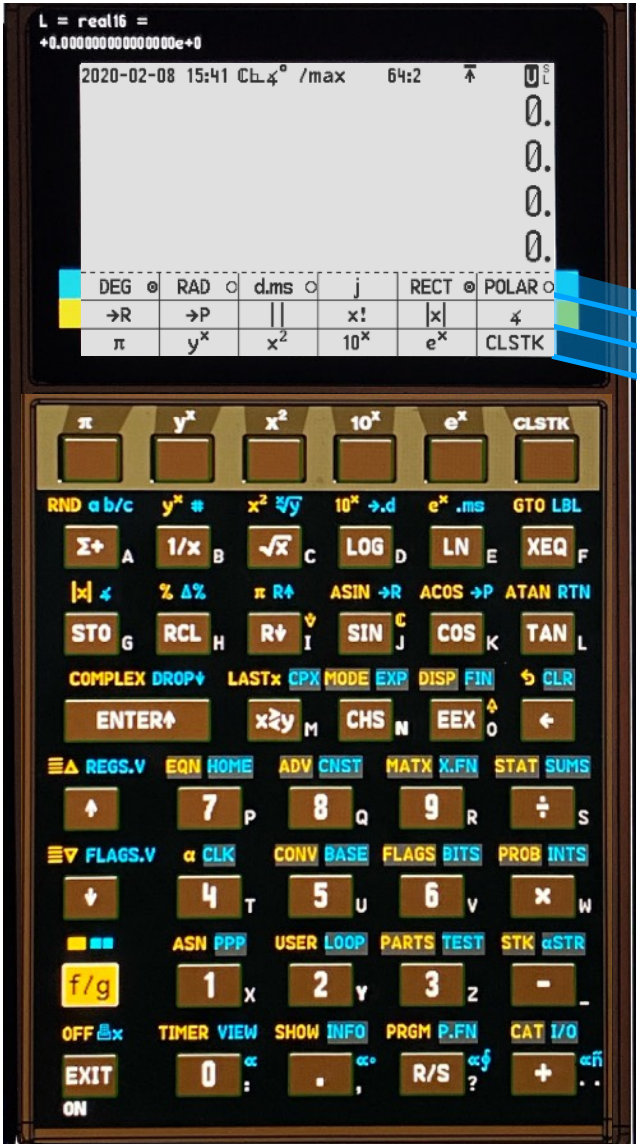 L = real16 =
+0.000000000000000e+0
2020-02-08 15:41 ℂ∟∡° /max 64:2 ↑ U S L
0.
0.
0.
0.
DEG RAD d.ms j RECT POLAR
→R →P || x! |x| ∡
π yˣ x² 10ˣ eˣ CLSTK
π yˣ x² 10ˣ eˣ CLSTK
RND a b/c yˣ # x² ˣ√y 10ˣ →.d eˣ .ms GTO LBL
Σ+ A 1/x B √x C LOG D LN E XEQ F
|x| ∡ % Δ% π R↑ ASIN →R ACOS →P ATAN RTN
STO G RCL H R↓ I SIN ℂ J COS K TAN L
COMPLEX DROP↓ LASTx CPX MODE EXP DISP FIN ↶ CLR
ENTER↑ x≷y M CHS N EEX O ←
≡△ REGS.V EQN HOME ADV CNST MATX X.FN STAT SUMS
↑ 7 P 8 Q 9 R ÷ S
≡▽ FLAGS.V α CLK CONV BASE FLAGS BITS PROB INTS
↓ 4 T 5 U 6 V × W
ASN PPP USER LOOP PARTS TEST STK αSTR
f/g 1 X 2 Y 3 Z - _
OFF 🖶x TIMER VIEW SHOW INFO PRGM P.FN CAT I/O
EXIT 0 α : . α• , R/S α∮ ? + αñ ..
ON